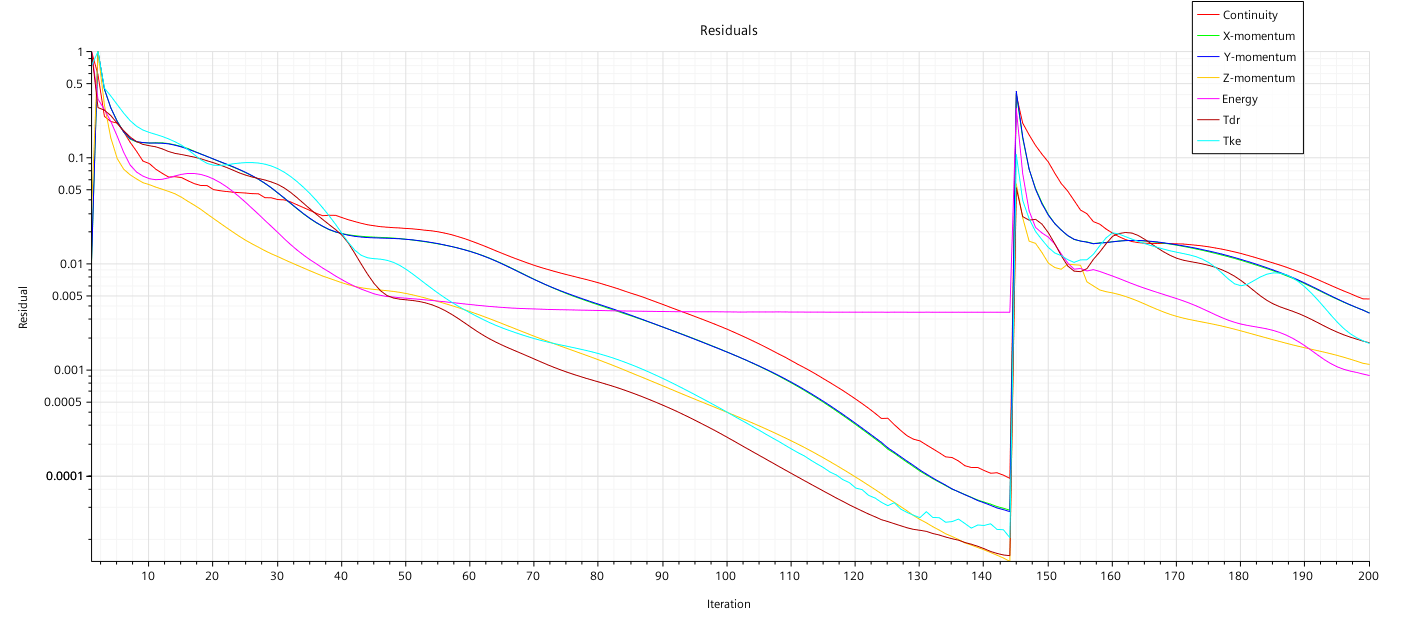 Continuity
X-momentum
Residuals
Y-momentum
Z-momentum
Energy
Tdr
Tke
1
0.5
0.1
0.05
0.01
0.005
0.001
0.0005
0.0001
Residual
10 20 30 40 50 60 70 80 90 100 110 120 130 140 150 160 170 180 190 200
Iteration